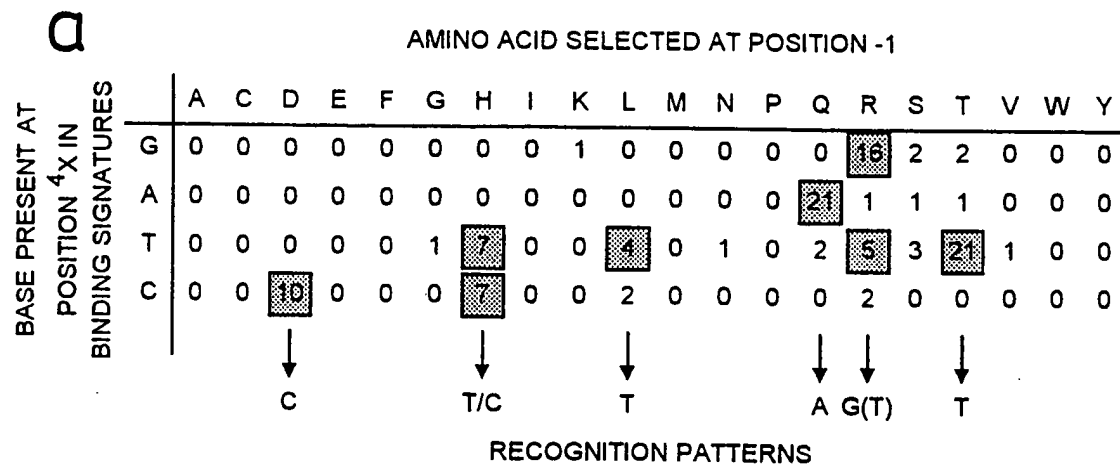 a
AMINO ACID SELECTED AT POSITION -1
BASE PRESENT AT
POSITION ⁴X IN
BINDING SIGNATURES
A C D E F G H I K L M N P Q R S T V W Y
G 0 0 0 0 0 0 0 0 1 0 0 0 0 0 16 2 2 0 0 0
A 0 0 0 0 0 0 0 0 0 0 0 0 0 21 1 1 1 0 0 0
T 0 0 0 0 0 1 7 0 0 4 0 1 0 2 5 3 21 1 0 0
C 0 0 10 0 0 0 7 0 0 2 0 0 0 0 2 0 0 0 0 0
C T/C T A G(T) T
RECOGNITION PATTERNS